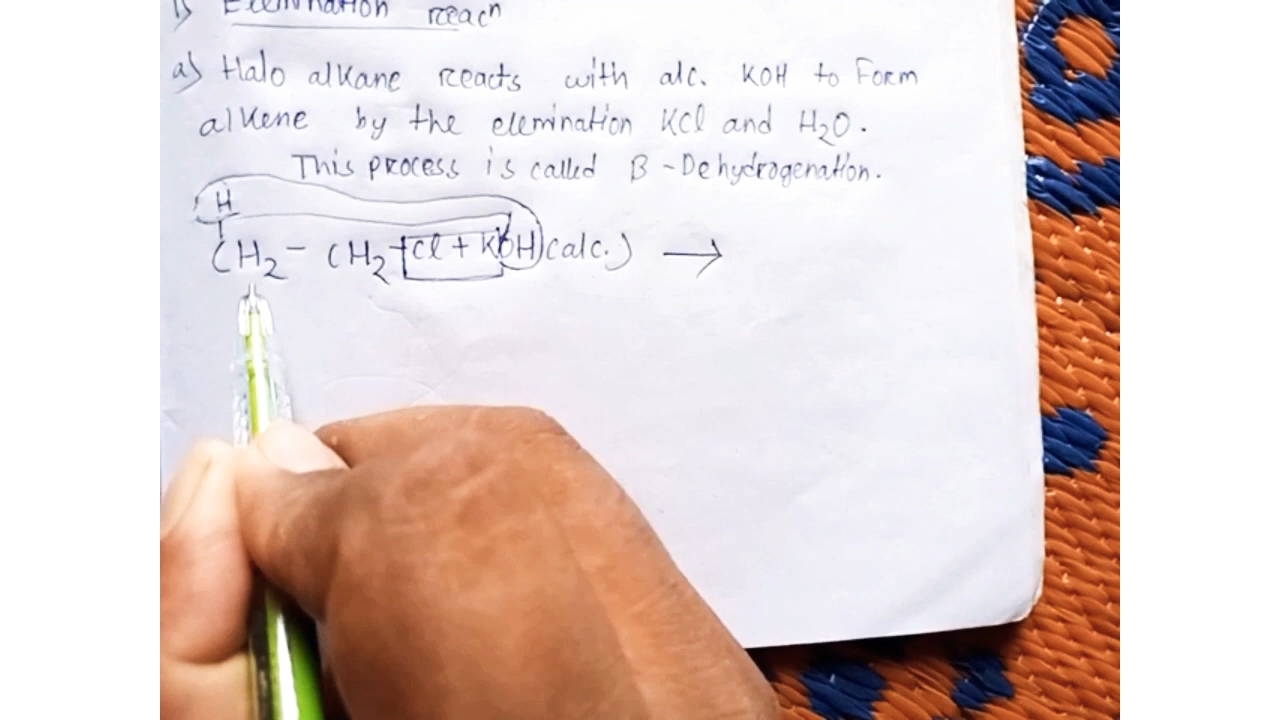 1) Elemination reacn
a) Halo alkane reacts with alc. KOH to Form
alkene by the elemination KCl and H₂O.
This process is called β-Dehydrogenation.
H
CH₂ - CH₂ - Cl + KOH (alc.) →